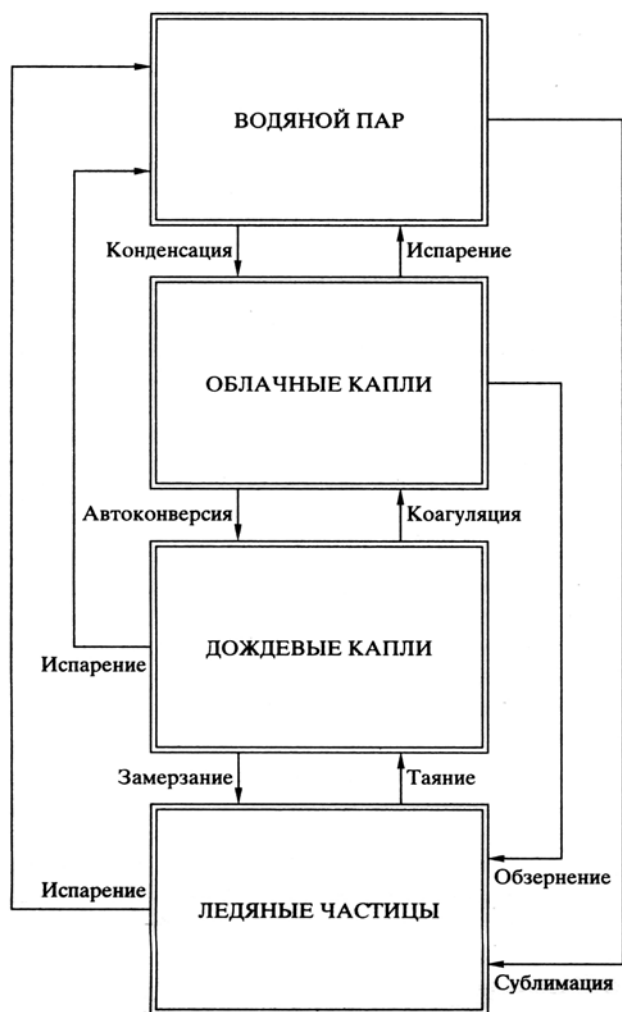 ВОДЯНОЙ ПАР
Конденсация
Испарение
ОБЛАЧНЫЕ КАПЛИ
Автоконверсия
Коагуляция
ДОЖДЕВЫЕ КАПЛИ
Испарение
Замерзание
Таяние
Обзернение
Испарение
ЛЕДЯНЫЕ ЧАСТИЦЫ
Сублимация